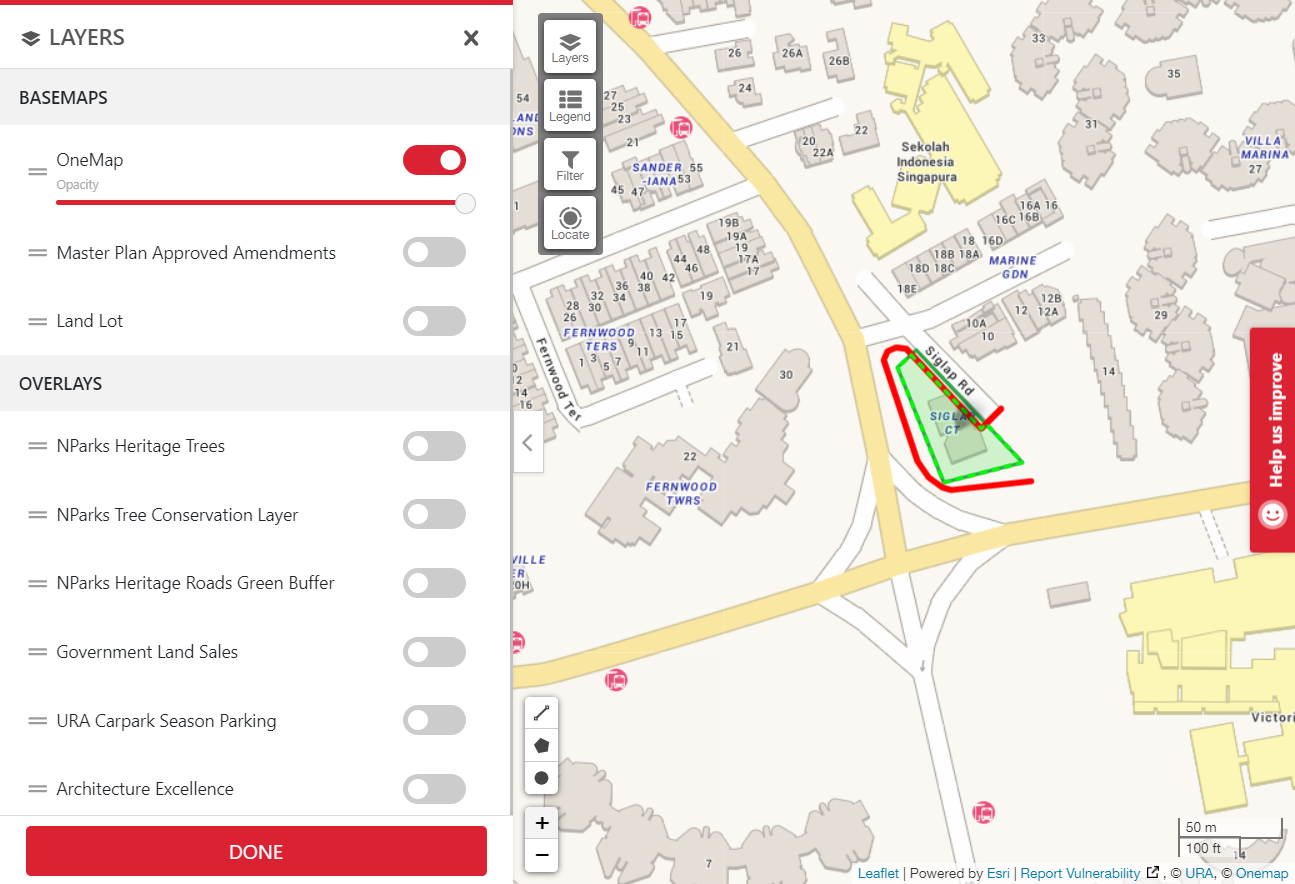 LAYERS
BASEMAPS
OneMap
Opacity
Master Plan Approved Amendments
Land Lot
OVERLAYS
NParks Heritage Trees
NParks Tree Conservation Layer
NParks Heritage Roads Green Buffer
Government Land Sales
URA Carpark Season Parking
Architecture Excellence
DONE
Layers
Legend
Filter
Locate
26
26A
26B
24
33
35
31
54
LAND
27
25
23
21
20
22A
22
Sekolah
Indonesia
Singapura
VILLA
MARINA
27
SANDER
-IANA
55
53
45
47
1
19B
19A
19
17A
17
48
44
46
40
42
36
38
32
34
28
30
26
19
16A 16
16C 16B
18 16D
18B 18A
18D 18C
18E
MARINE
GDN
12B
12
12A
10A
10
29
FERNWOOD
TERS
13
17
15
9
11
1
3
5
7
21
Fernwood Ter
12
14
16
30
Siglap Rd
14
SIGLAP
CT
22
FERNWOOD
TWRS
VILLE
20H
Victori
7
14
+
−
50 m
100 ft
Help us improve
Leaflet | Powered by Esri | Report Vulnerability , © URA, © Onemap